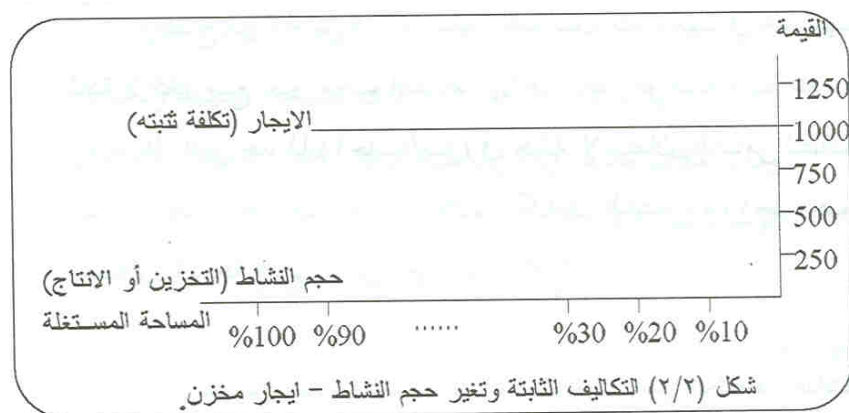 القيمة
1250
الايجار (تكلفة ثتبته)
1000
750
500
250
حجم النشاط (التخزين أو الانتاج)
المساحة المستغلة
%10 %20 %30 ...... %90 %100
شكل (٢/٢) التكاليف الثابتة وتغير حجم النشاط – ايجار مخزن.